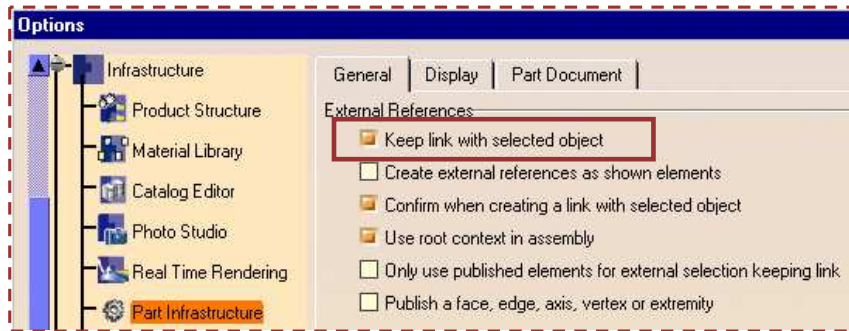 Options
Infrastructure
Product Structure
Material Library
Catalog Editor
Photo Studio
Real Time Rendering
Part Infrastructure
General
Display
Part Document
External References
Keep link with selected object
Create external references as shown elements
Confirm when creating a link with selected object
Use root context in assembly
Only use published elements for external selection keeping link
Publish a face, edge, axis, vertex or extremity